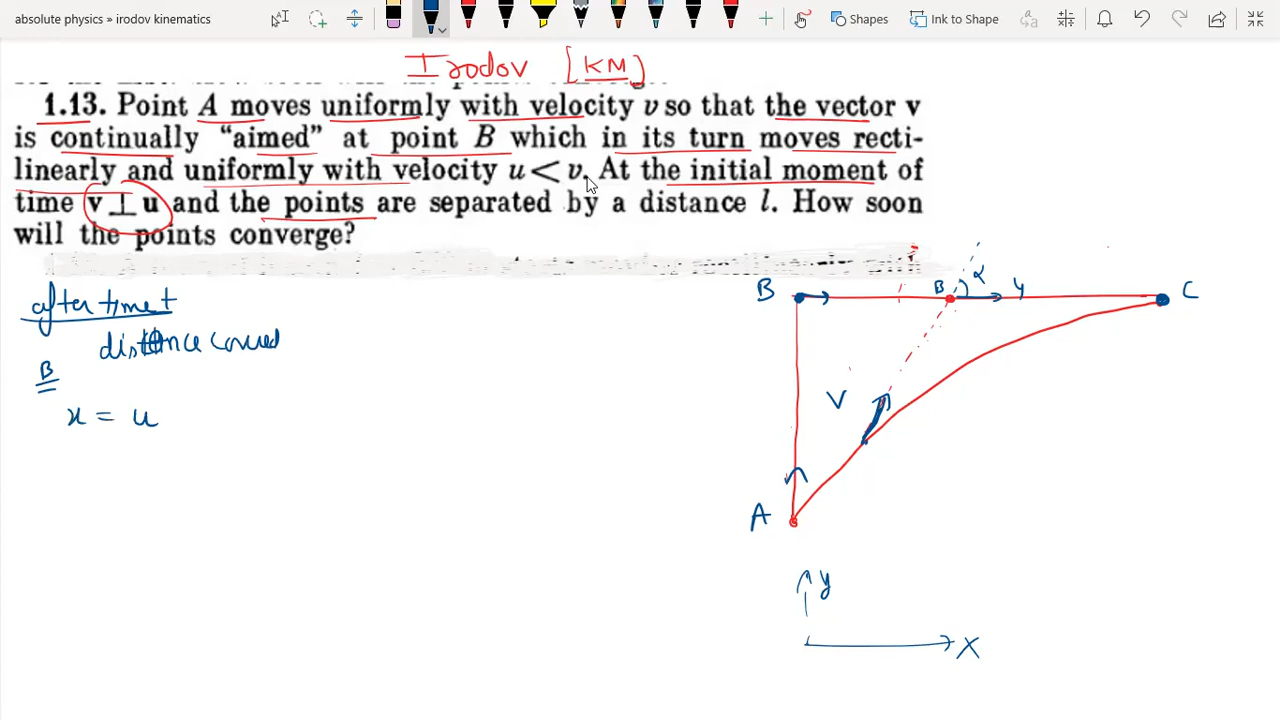 absolute physics » irodov kinematics
Shapes
Ink to Shape
Irodov [KM]
1.13. Point A moves uniformly with velocity v so that the vector v
is continually “aimed” at point B which in its turn moves recti-
linearly and uniformly with velocity u < v. At the initial moment of
time v ⊥ u and the points are separated by a distance l. How soon
will the points converge?
after time t
distance
B
x = u
B
B
α
u
C
V
A
y
X